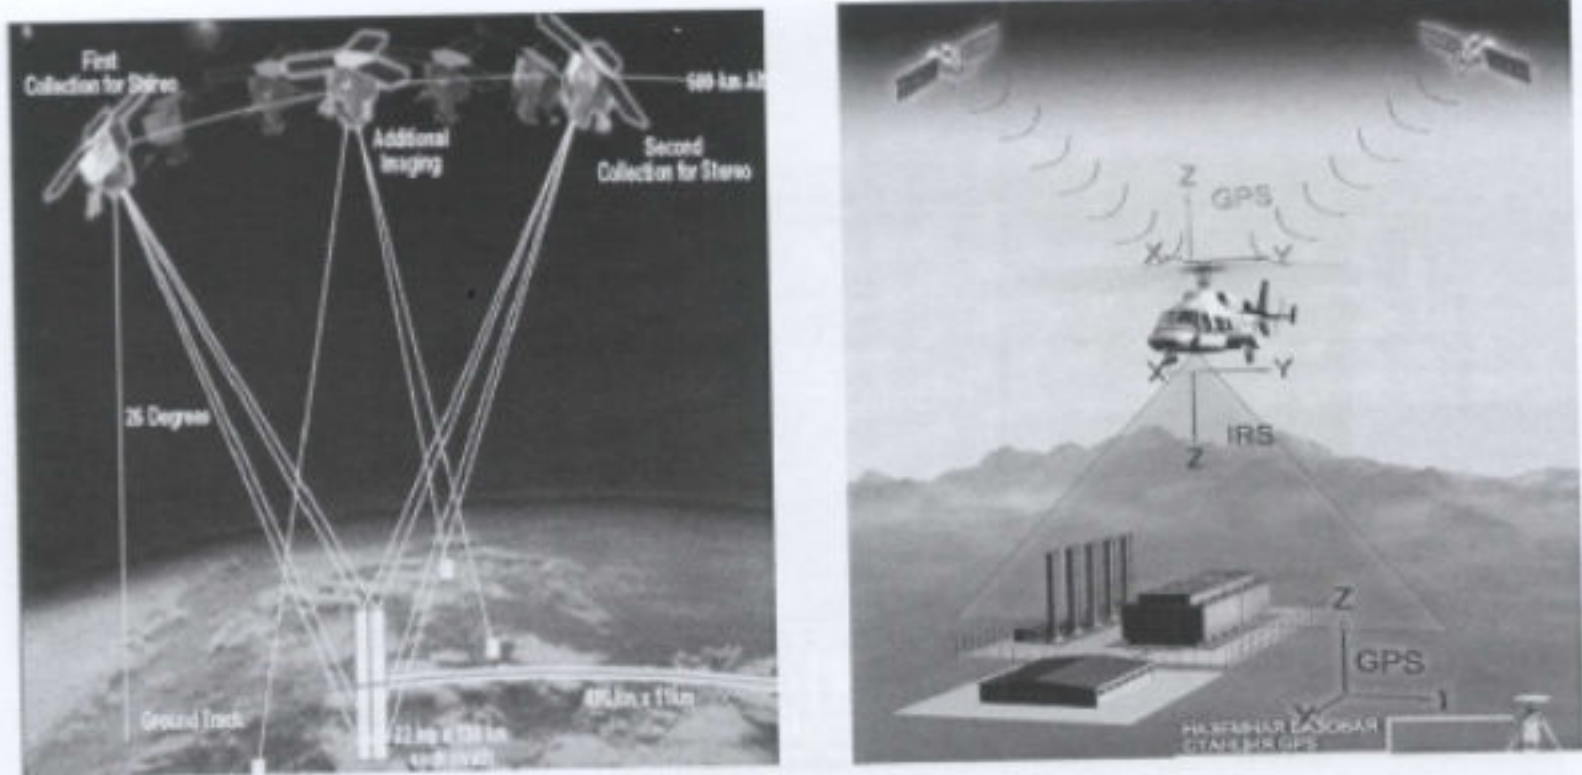 First
Collection for Stereo
Additional
Imaging
Second
Collection for Stereo
26 Degrees
Ground Track
Z
GPS
X Y
X Y
IRS
Z
Z
GPS
X
НАЗЕМНАЯ БАЗОВАЯ
СТАНЦИЯ GPS